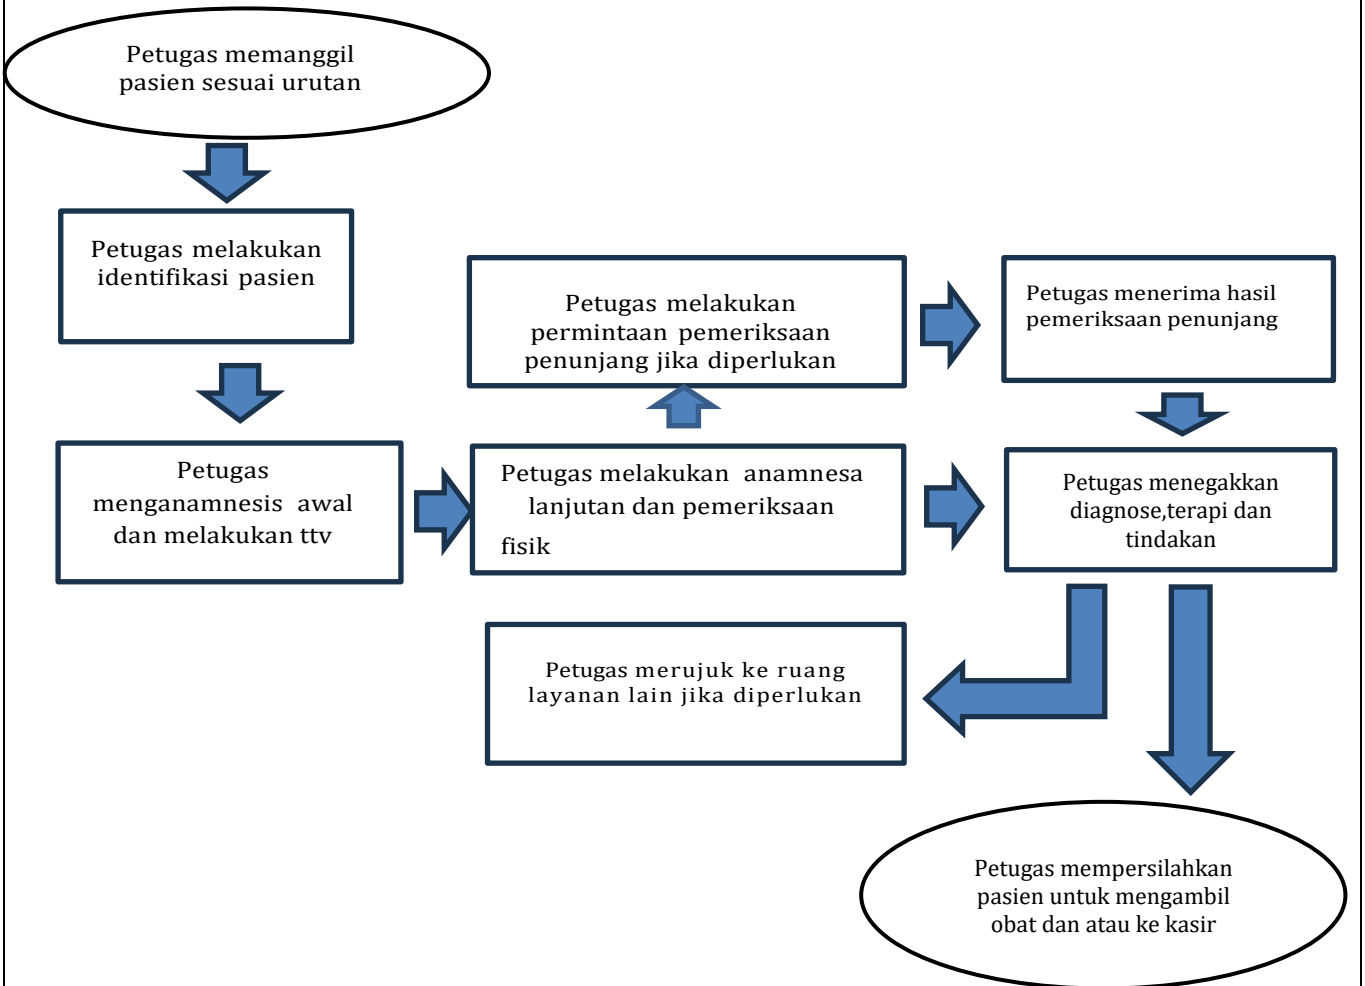 Petugas memanggil
pasien sesuai urutan
Petugas melakukan
identifikasi pasien
Petugas
menganamnesis awal
dan melakukan ttv
Petugas melakukan anamnesa
lanjutan dan pemeriksaan
fisik
Petugas melakukan
permintaan pemeriksaan
penunjang jika diperlukan
Petugas menerima hasil
pemeriksaan penunjang
Petugas menegakkan
diagnose,terapi dan
tindakan
Petugas merujuk ke ruang
layanan lain jika diperlukan
Petugas mempersilahkan
pasien untuk mengambil
obat dan atau ke kasir